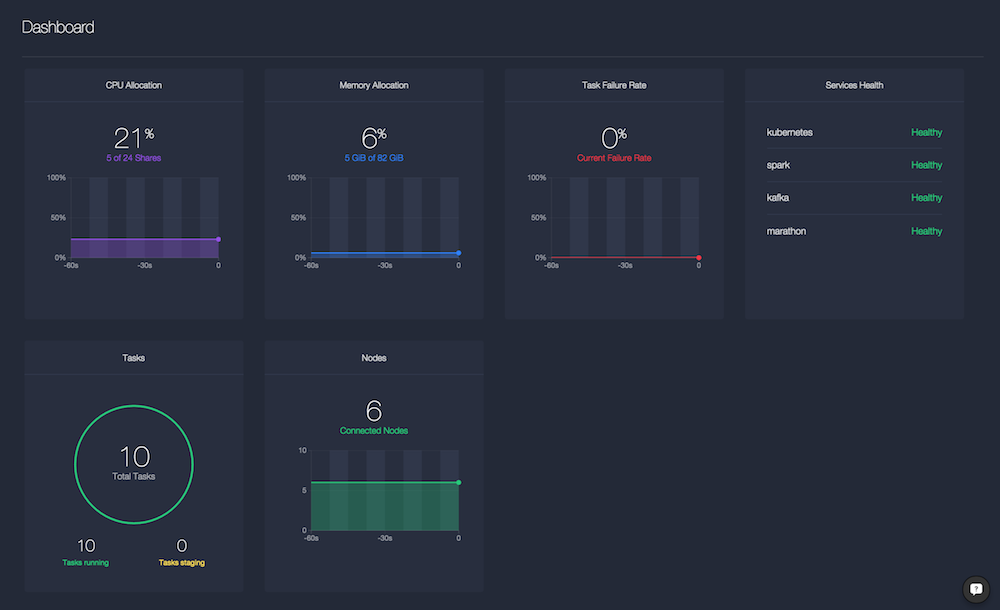 Dashboard
CPU Allocation
21%
5 of 24 Shares
100%
50%
0%
-60s -30s 0
Memory Allocation
6%
5 GiB of 82 GiB
100%
50%
0%
-60s -30s 0
Task Failure Rate
0%
Current Failure Rate
100%
50%
0%
-60s -30s 0
Services Health
kubernetes Healthy
spark Healthy
kafka Healthy
marathon Healthy
Tasks
10
Total Tasks
10 0
Tasks running Tasks staging
Nodes
6
Connected Nodes
10
5
0
-60s -30s 0
?